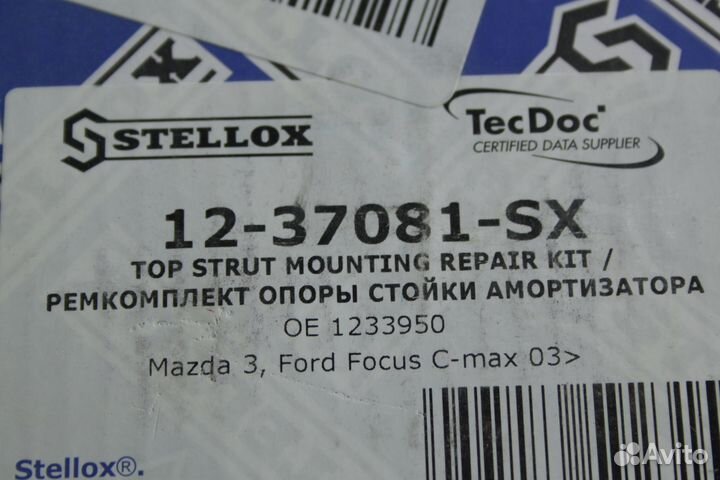 STELLOX
TecDoc
CERTIFIED DATA SUPPLIER
12-37081-SX
TOP STRUT MOUNTING REPAIR KIT /
РЕМКОМПЛЕКТ ОПОРЫ СТОЙКИ АМОРТИЗАТОРА
OE 1233950
Mazda 3, Ford Focus C-max 03>
Stellox®.
Avito